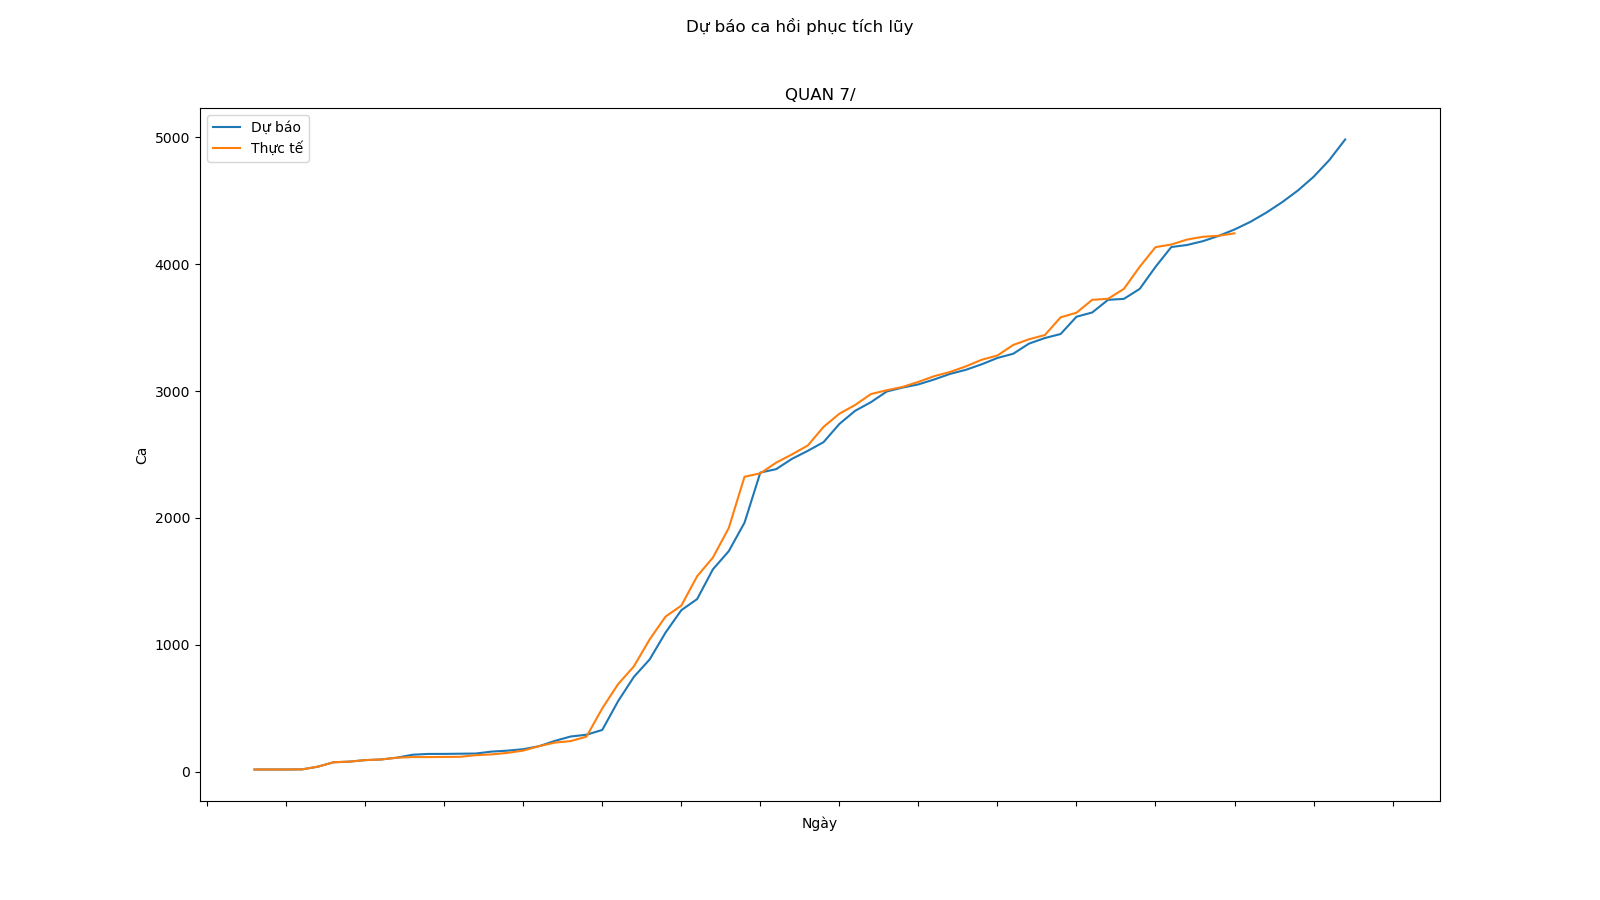 Dự báo ca hồi phục tích lũy
QUAN 7/
Dự báo
Thực tế
5000
4000
3000
2000
1000
0
Ca
Ngày